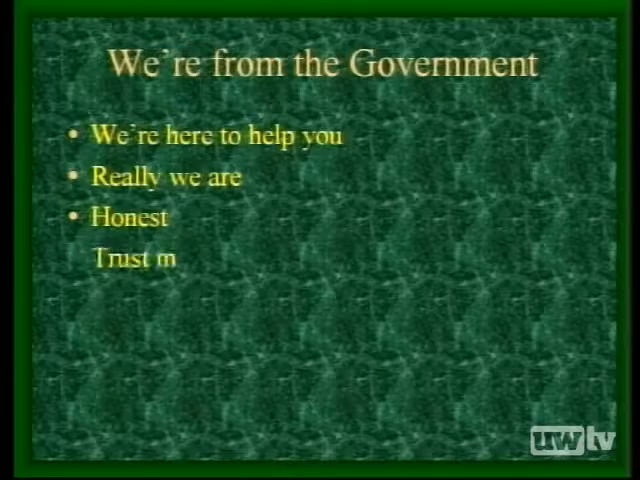 We're from the Government
• We're here to help you
• Really we are
• Honest
Trust m
uwtv